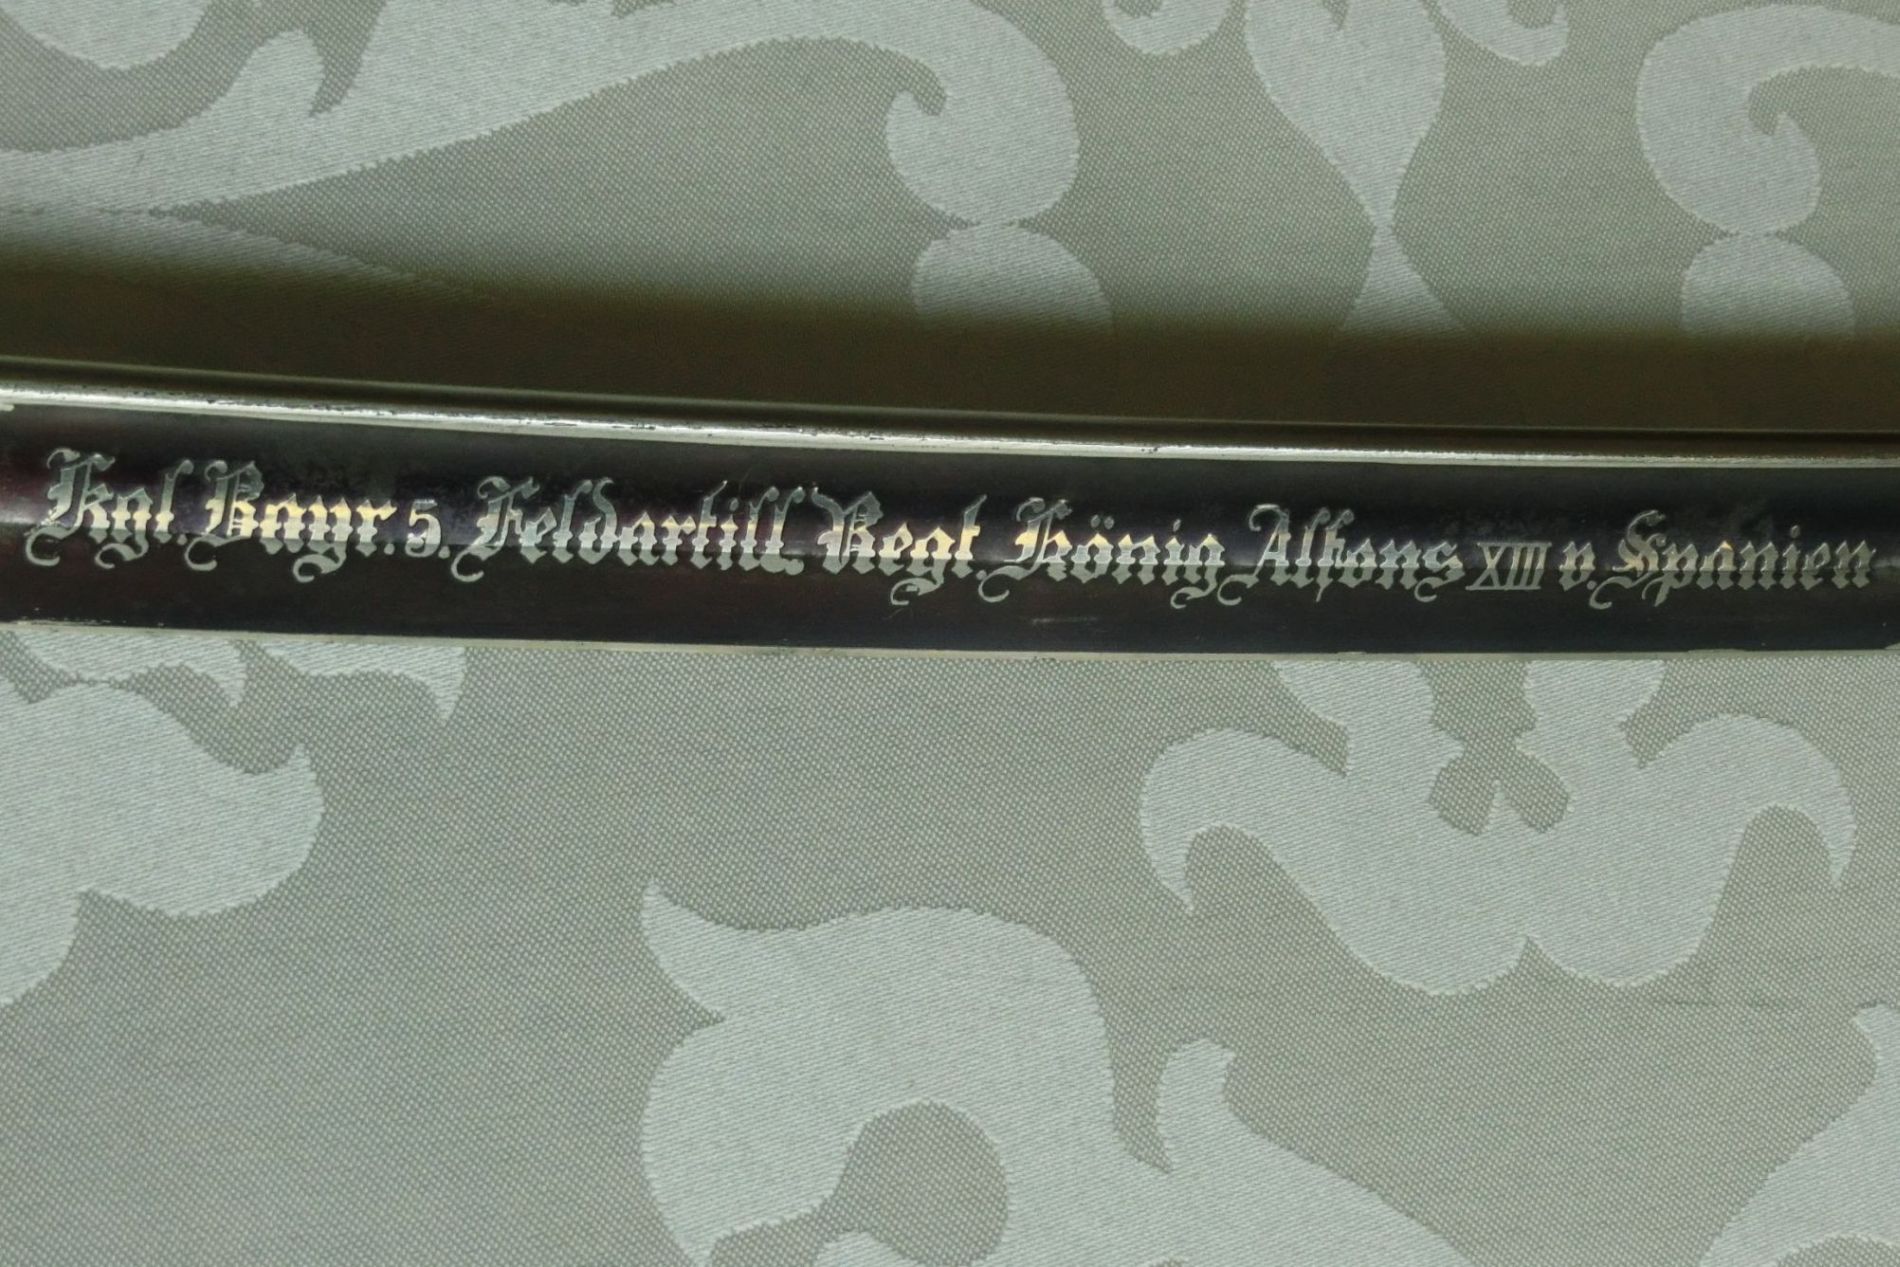 Kgl. Bayr. 5. Feldartill. Regt. König Alfons XIII v. Spanien